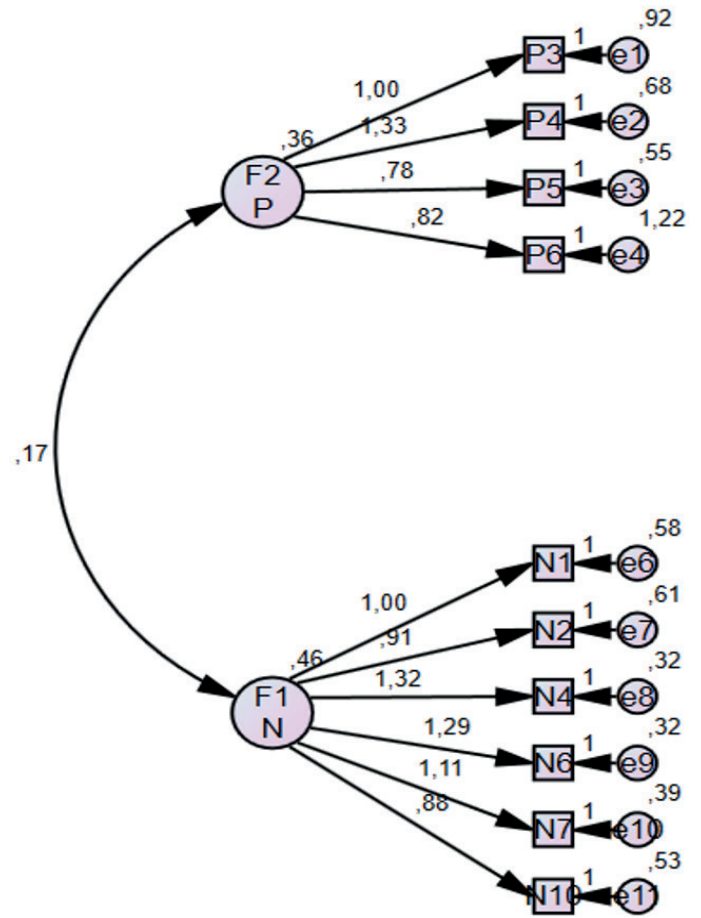 ,92
1
P3
e1
1,00
,68
1
1,33
P4
e2
,36
,55
F2
P
,78
1
P5
e3
1,22
,82
1
P6
e4
,17
,58
1
N1
e6
1,00
,61
1
,91
N2
e7
,46
,32
F1
N
1,32
1
N4
e8
,32
1,29
1
N6
e9
,39
1,11
1
N7
e10
,53
,88
1
N10
e11